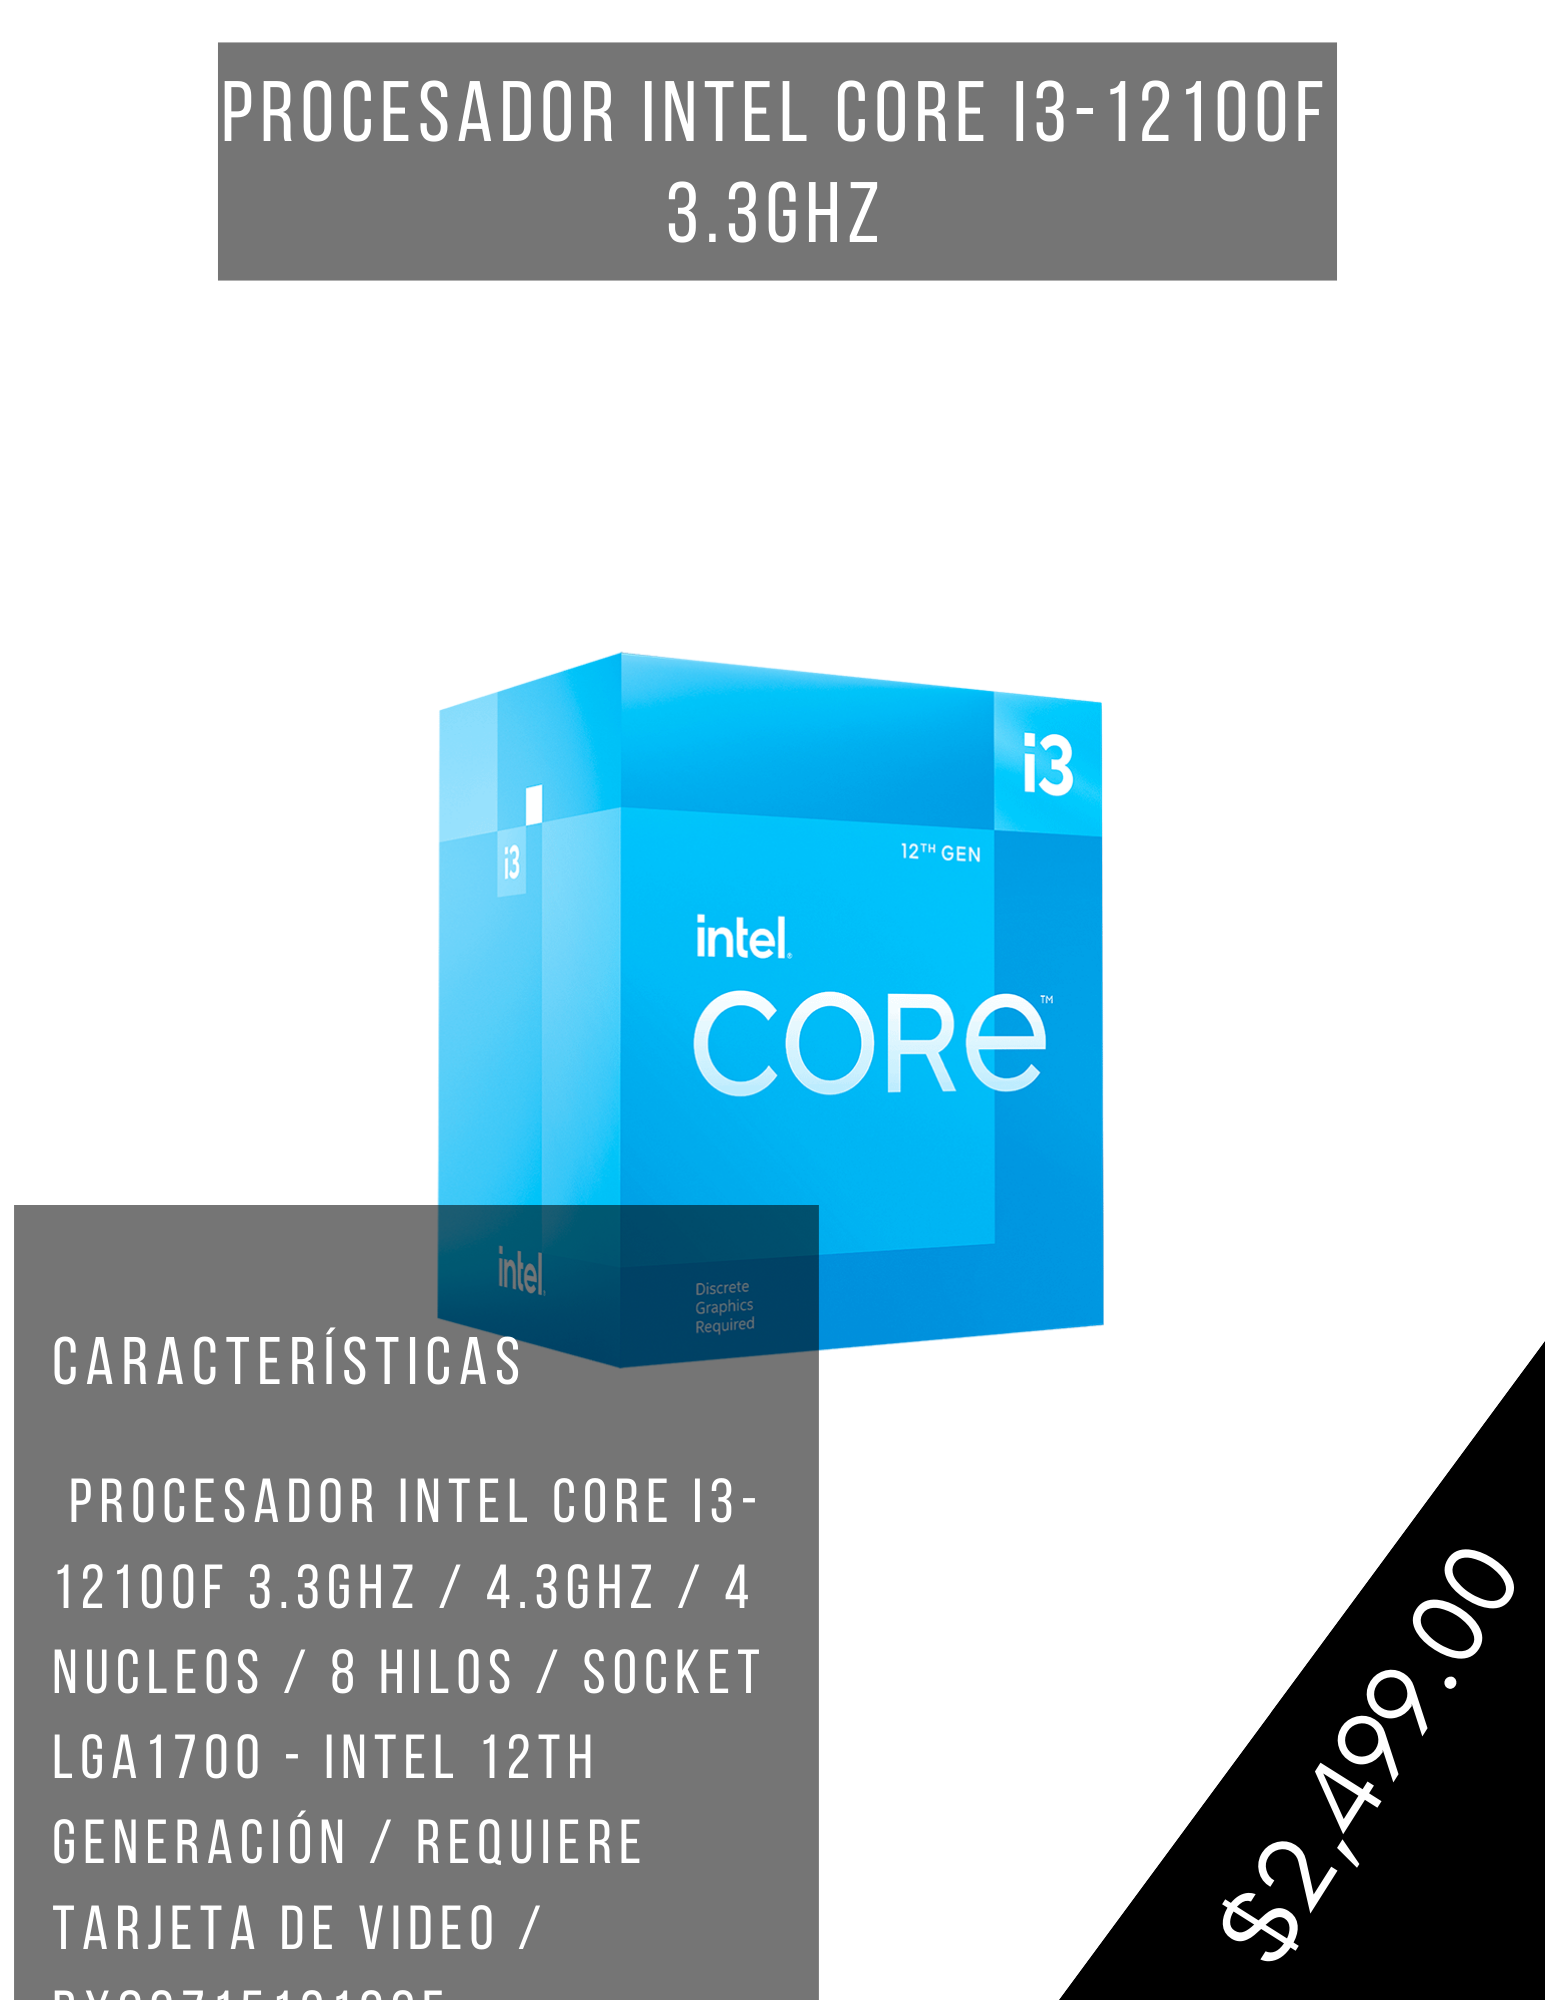 PROCESADOR INTEL CORE I3-12100F
3.3GHZ
i3
i3
12TH GEN
intel
CORe™
intel
Discrete
Graphics
Required
CARACTERÍSTICAS
PROCESADOR INTEL CORE I3-
12100F 3.3GHZ / 4.3GHZ / 4
NUCLEOS / 8 HILOS / SOCKET
LGA1700 - INTEL 12TH
GENERACIÓN / REQUIERE
TARJETA DE VIDEO /
$2,499.00